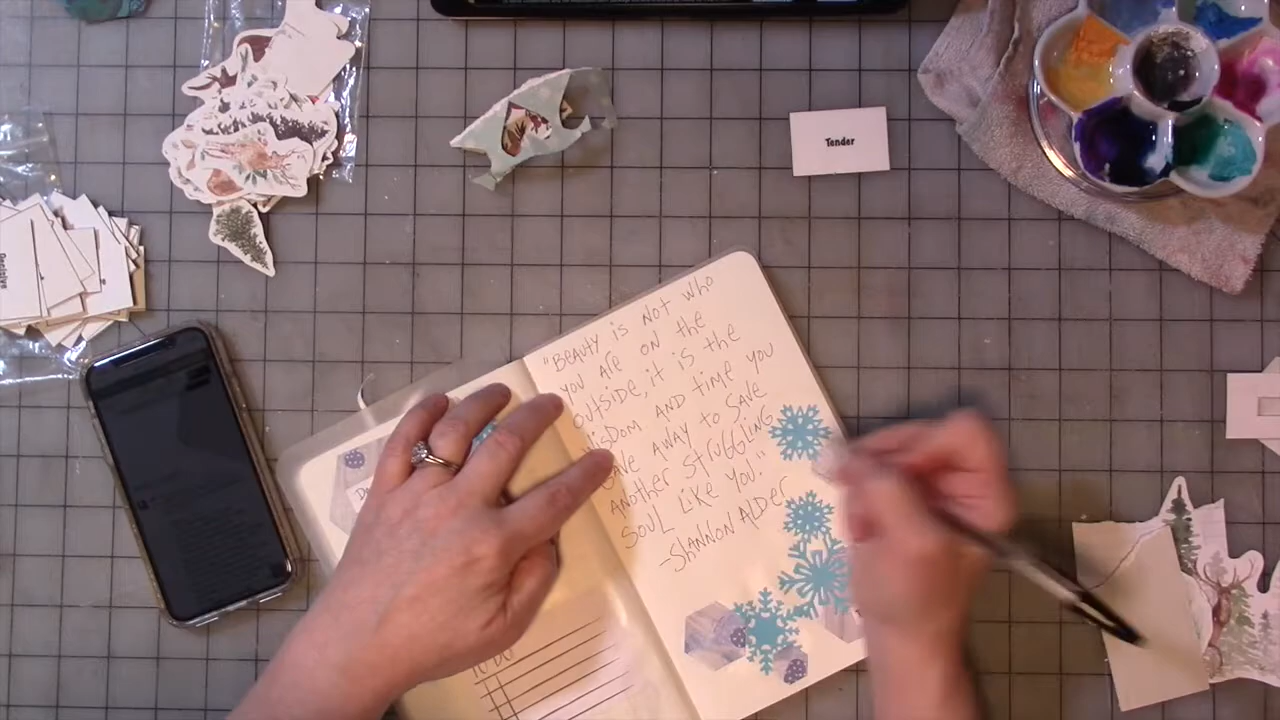 Tender
Decisive
"BEAUTY is NOT WHO
YOU ARE ON the
OUTSIDE, it is the
WISDOM AND time YOU
GAVE AWAY to SAVE
ANOTHER StRUGGLING
SOUL LIKE YOU."
-SHANNON ALDER
TO DO